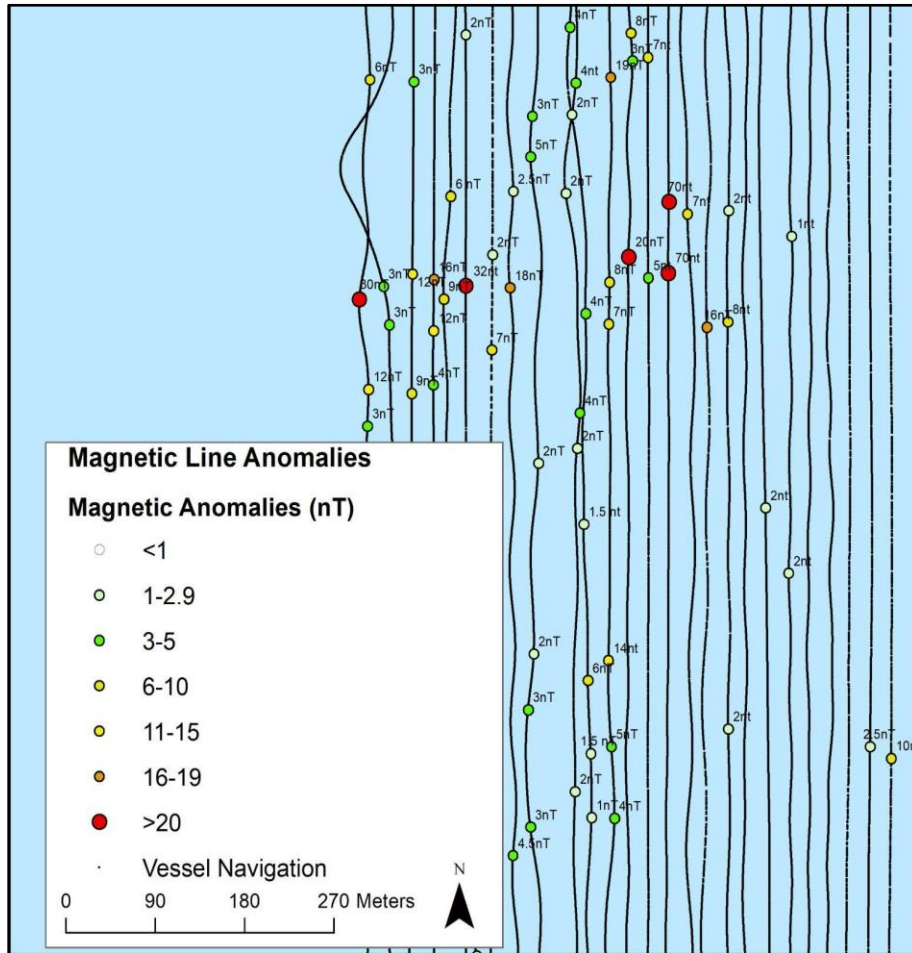 2nT
4nT
8nT
7nt
3nT
19nT
6nT
3nT
4nt
3nT
2nT
5nT
6nT
2.5nT
2nT
70nt
7nt
2nt
1nt
2nT
20nT
3nT
16nT
32nt
70nt
12nT
8nT
5nt
30nT
9nT
18nT
3nT
12nT
4nT
7nT
16nT
8nt
7nT
12nT
9nT
4nT
3nT
4nT
2nT
2nT
1.5 nt
2nt
2nt
2nT
14nt
6nT
3nT
2nt
1.5 nT
5nT
2.5nT
2nT
1nT
4nT
3nT
4.5nT
Magnetic Line Anomalies
Magnetic Anomalies (nT)
<1
1-2.9
3-5
6-10
11-15
16-19
>20
Vessel Navigation
N
0 90 180 270 Meters